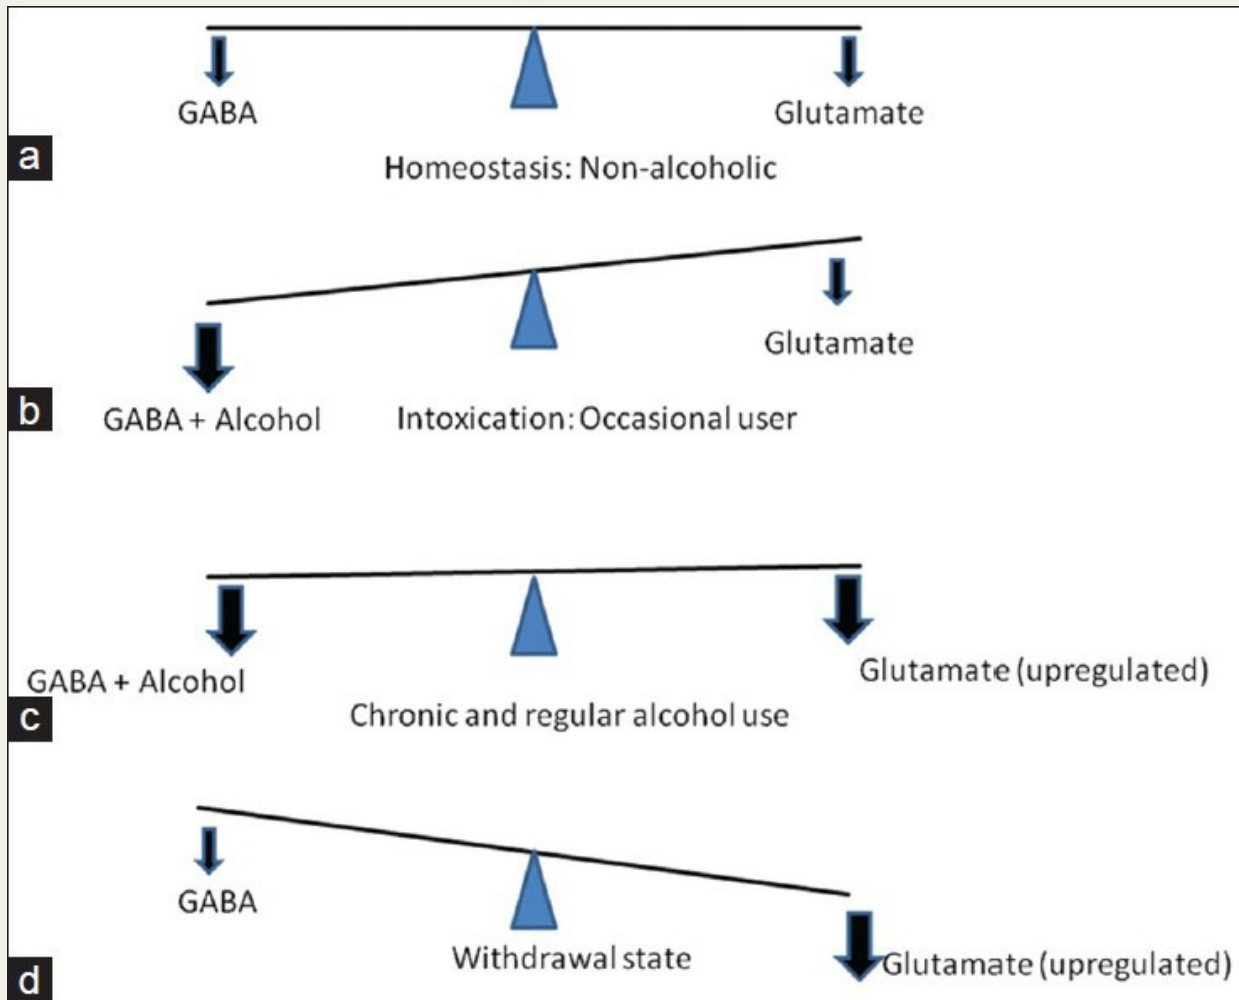 GABA
Glutamate
a
Homeostasis: Non-alcoholic
Glutamate
b
GABA + Alcohol
Intoxication: Occasional user
GABA + Alcohol
Glutamate (upregulated)
c
Chronic and regular alcohol use
GABA
Withdrawal state
Glutamate (upregulated)
d